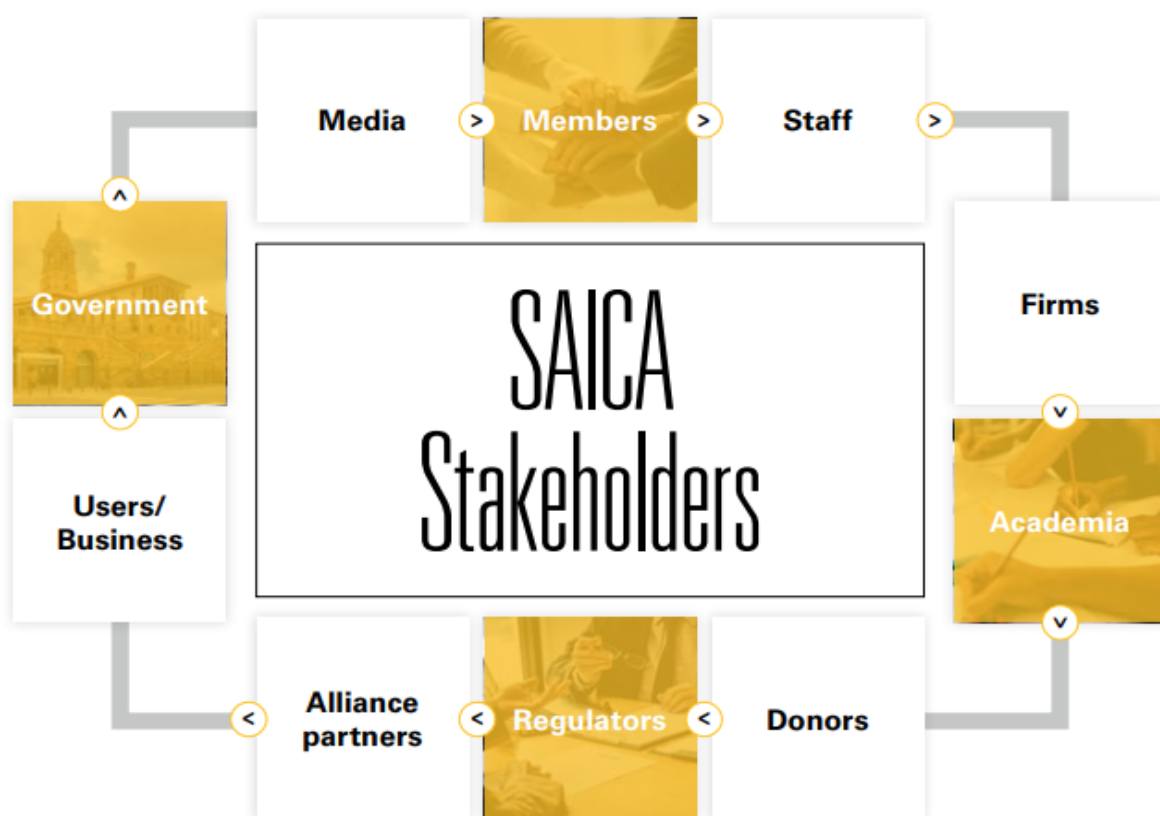 Media
Members
Staff
Government
SAICA
Stakeholders
Firms
Users/
Business
Academia
Alliance
partners
Regulators
Donors